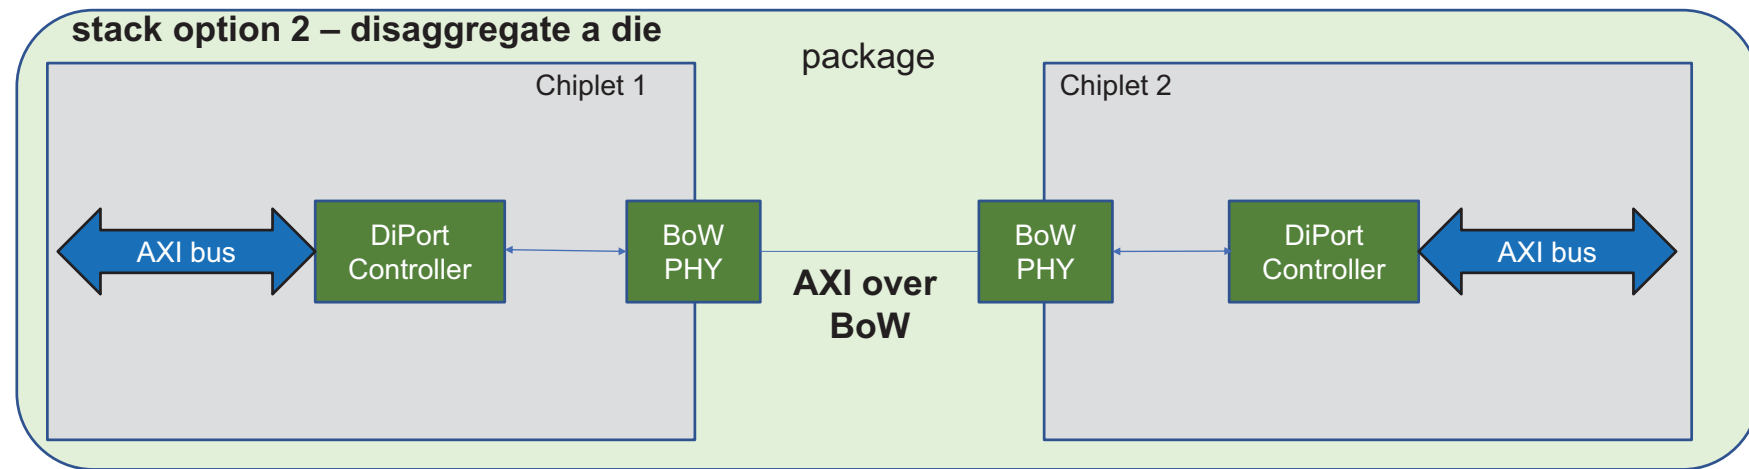 stack option 2 – disaggregate a die
package
Chiplet 1
Chiplet 2
AXI bus
DiPort
Controller
BoW
PHY
AXI over
BoW
BoW
PHY
DiPort
Controller
AXI bus